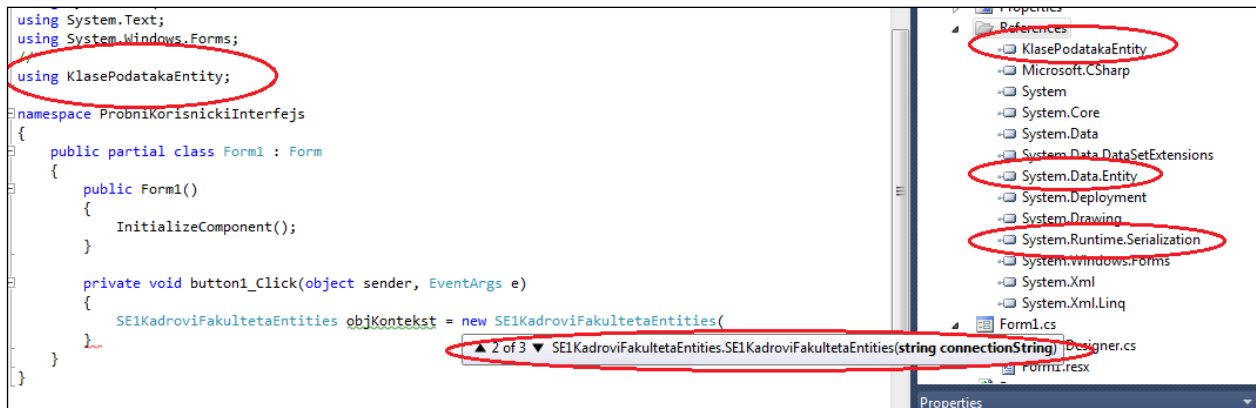 using System.Text;
using System.Windows.Forms;
//
using KlasePodatakaEntity;
namespace ProbniKorisnickiInterfejs
{
public partial class Form1 : Form
{
public Form1()
{
InitializeComponent();
}
private void button1_Click(object sender, EventArgs e)
{
SE1KadroviFakultetaEntities objKontekst = new SE1KadroviFakultetaEntities(
}
▲ 2 of 3 ▼ SE1KadroviFakultetaEntities.SE1KadroviFakultetaEntities(string connectionString)
}
}
Properties
References
KlasePodatakaEntity
Microsoft.CSharp
System
System.Core
System.Data
System.Data.DataSetExtensions
System.Data.Entity
System.Deployment
System.Drawing
System.Runtime.Serialization
System.Windows.Forms
System.Xml
System.Xml.Linq
Form1.cs
Designer.cs
Form1.resx
Properties